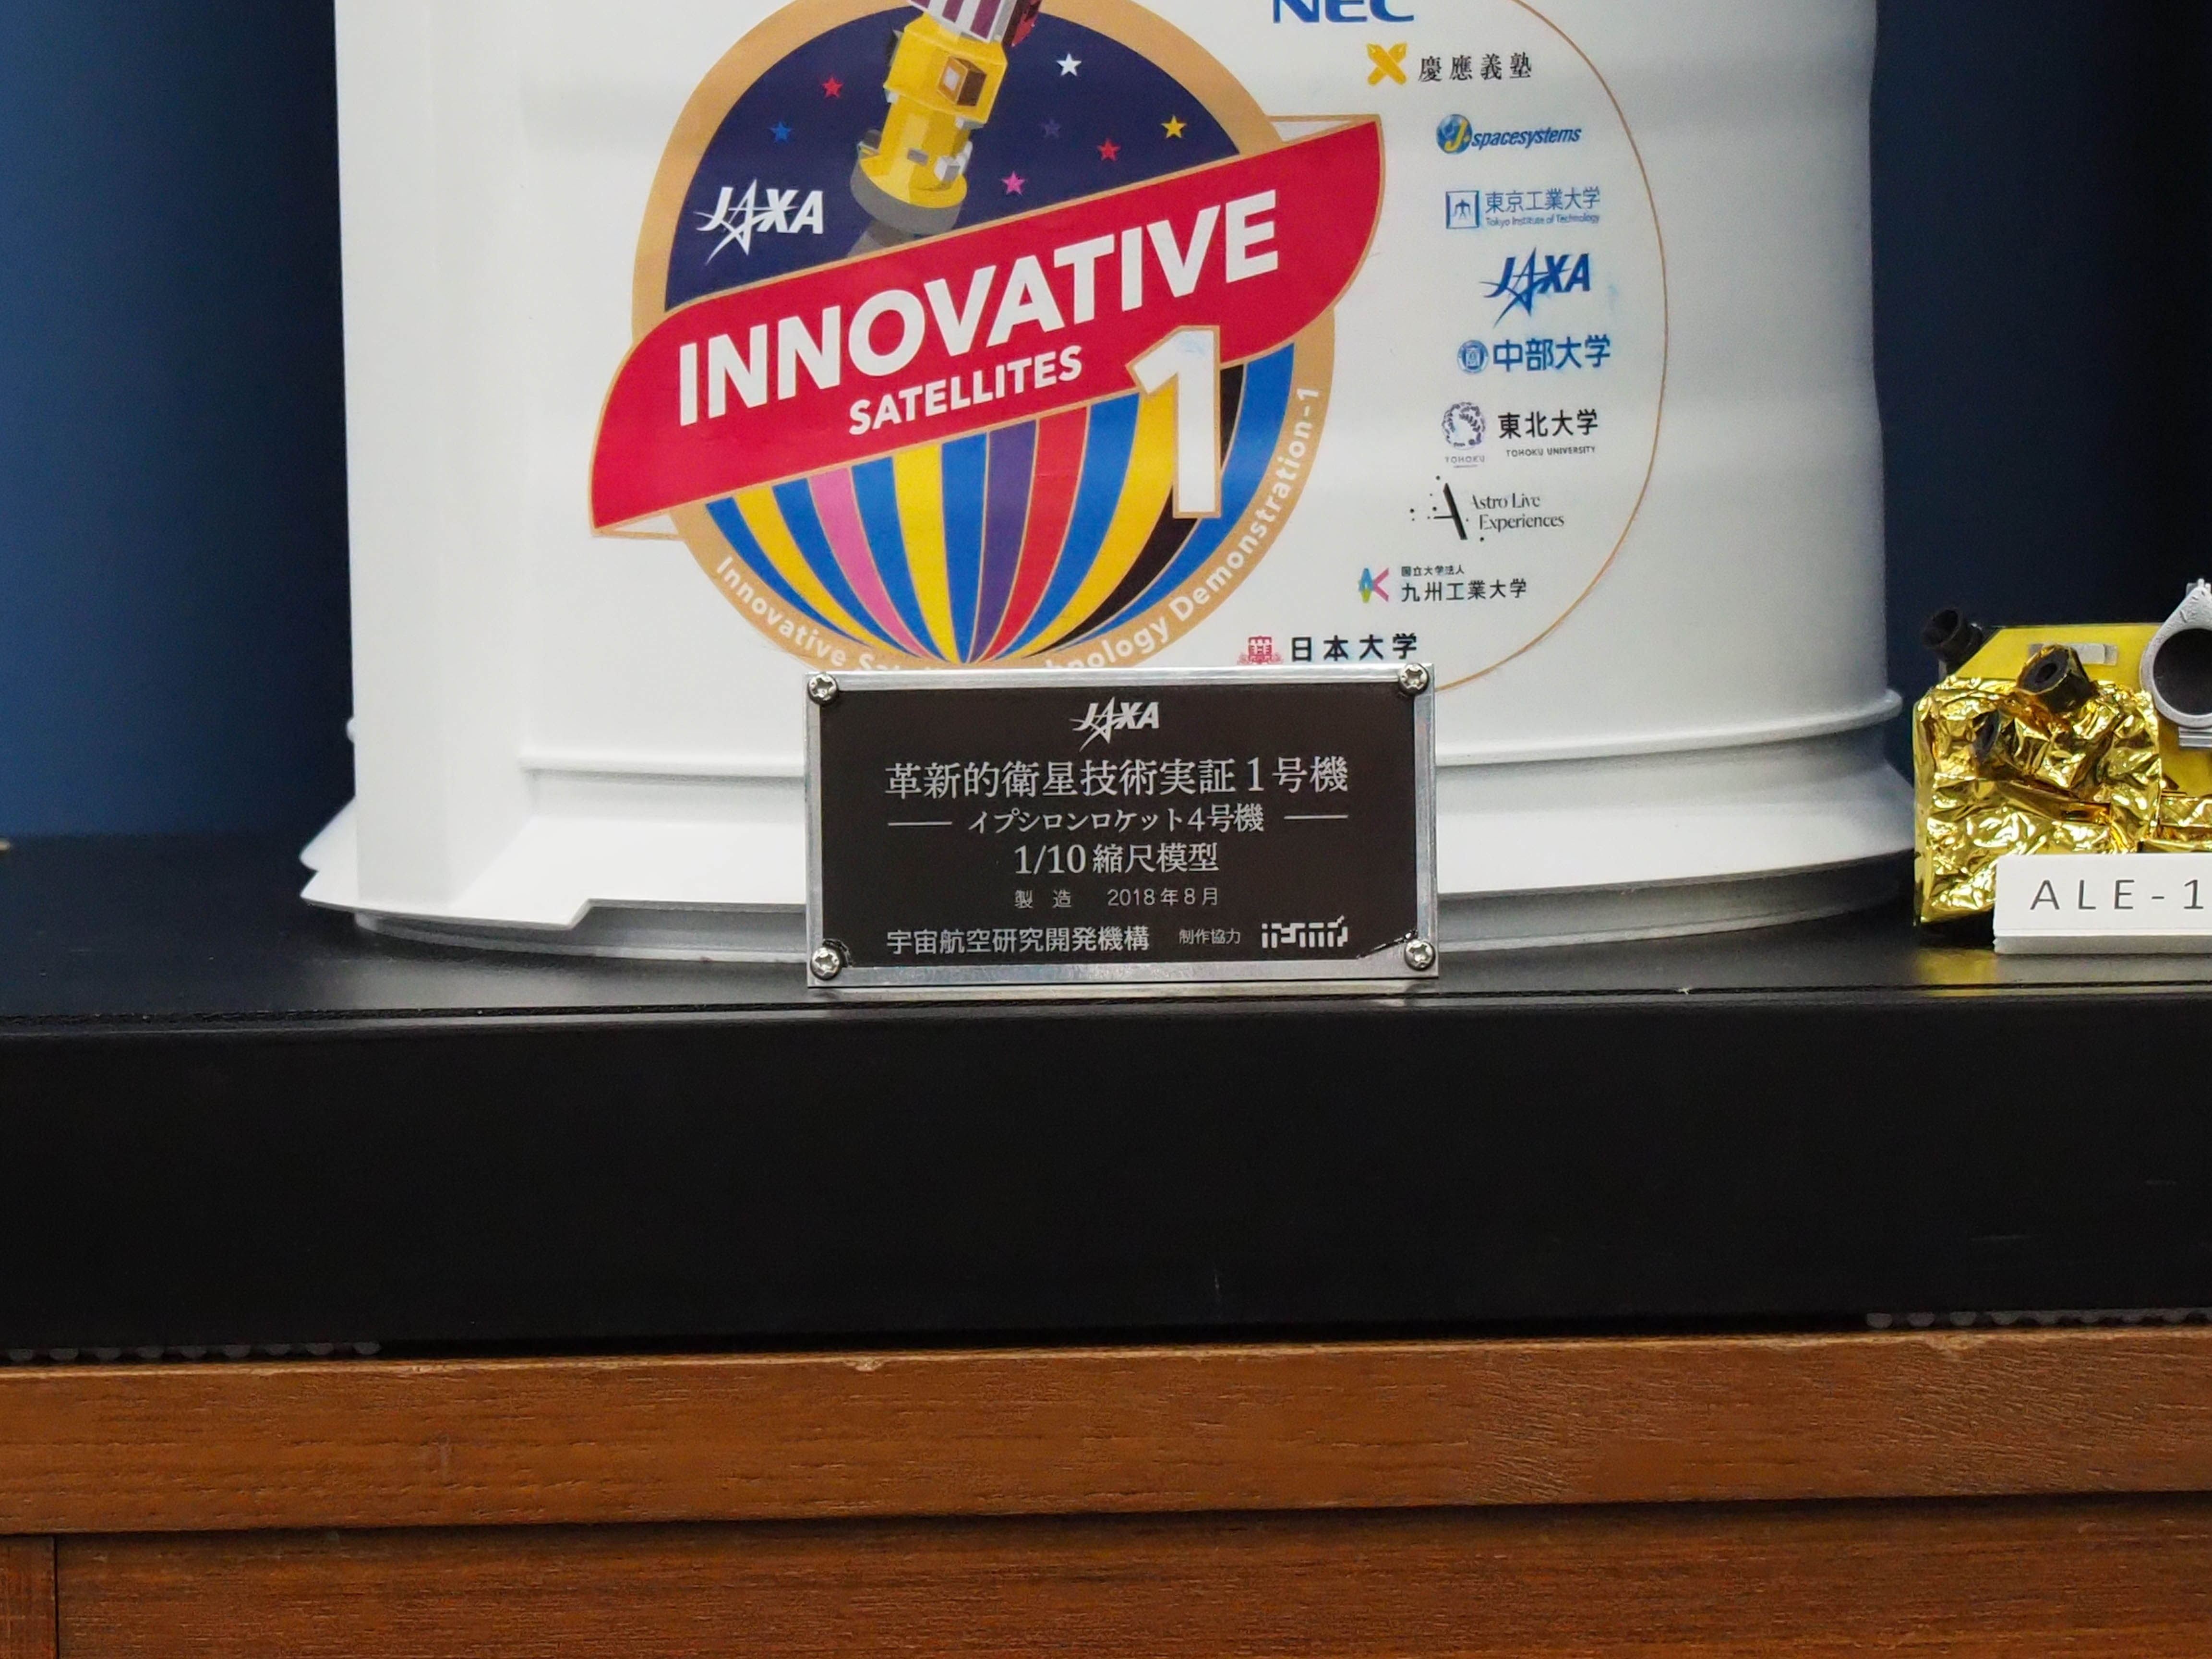 JAXA
INNOVATIVE
SATELLITES
1
Innovative
hnology Demonstration-1
NEC
慶應義塾
J spacesystems
東京工業大学
Tokyo Institute of Technology
JAXA
中部大学
東北大学
TOHOKU
TOHOKU UNIVERSITY
Astro Live
Experiences
国立大学法人
九州工業大学
日本大学
JAXA
革新的衛星技術実証1号機
イプシロンロケット4号機
1/10縮尺模型
製 造 2018年8月
宇宙航空研究開発機構 制作協力
ALE-1